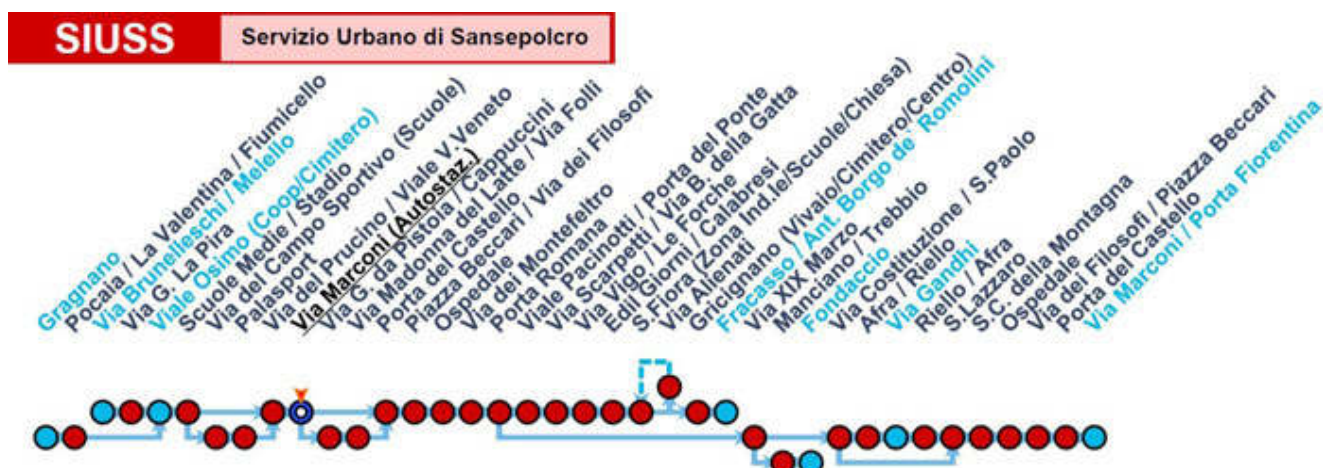 SIUSS
Servizio Urbano di Sansepolcro
Gragnano
Pocaia / La Valentina / Fiumicello
Via Brunelleschi / Melello
Via G. La Pira
Viale Osimo (Coop/Cimitero)
Scuole Medie / Stadio
Via del Campo Sportivo (Scuole)
Palasport
Via del Prucino / Viale V.Veneto
Via Marconi (Autostaz.)
Via G. da Pistoia / Cappuccini
Via Madonna del Latte / Via Folli
Porta del Castello
Piazza Beccari / Via dei Filosofi
Ospedale
Via dei Montefeltro
Porta Romana
Viale Pacinotti / Porta del Ponte
Via Scarpetti / Via B. della Gatta
Via Vigo / Le Forche
Edil Giorni / Calabresi
S.Fiora (Zona Ind.le/Scuole/Chiesa)
Via Alienati
Gricignano (Vivaio/Cimitero/Centro)
Fracasso / Ant. Borgo de` Romolini
Via XIX Marzo
Manciano / Trebbio
Fondaccio
Via Costituzione / S.Paolo
Afra / Riello
Via Gandhi
Riello / Afra
S.Lazzaro
S.C. della Montagna
Ospedale
Via dei Filosofi / Piazza Beccari
Porta del Castello
Via Marconi / Porta Fiorentina